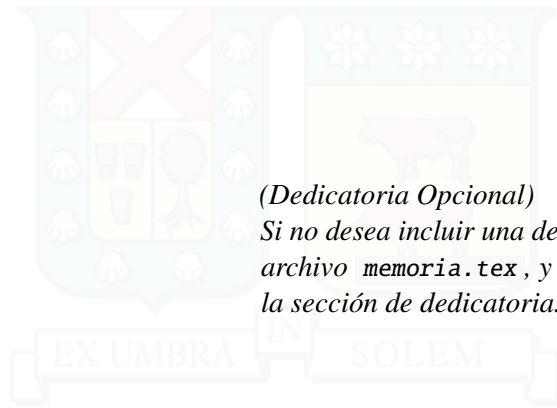 (Dedicatoria Opcional)
Si no desea incluir una de
archivo memoria.tex, y
la sección de dedicatoria.
EX UMBRA IN SOLEM